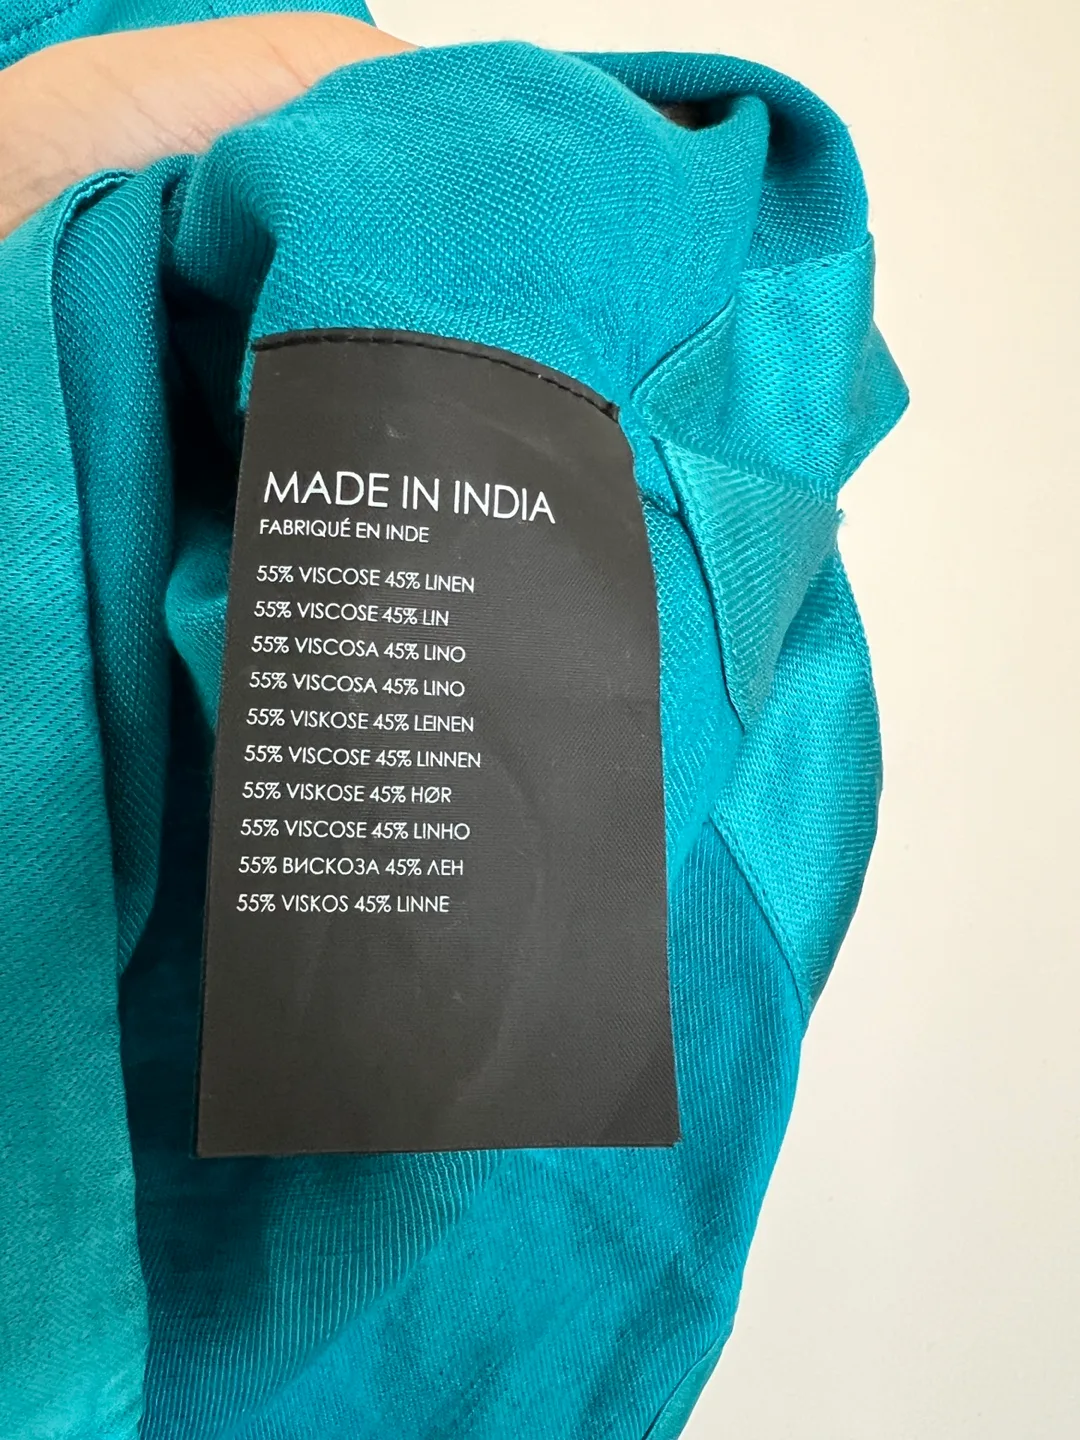 MADE IN INDIA
FABRIQUÉ EN INDE
55% VISCOSE 45% LINEN
55% VISCOSE 45% LIN
55% VISCOSA 45% LINO
55% VISCOSA 45% LINO
55% VISKOSE 45% LEINEN
55% VISCOSE 45% LINNEN
55% VISKOSE 45% HØR
55% VISCOSE 45% LINHO
55% ВИСКОЗА 45% ЛЕН
55% VISKOS 45% LINNE